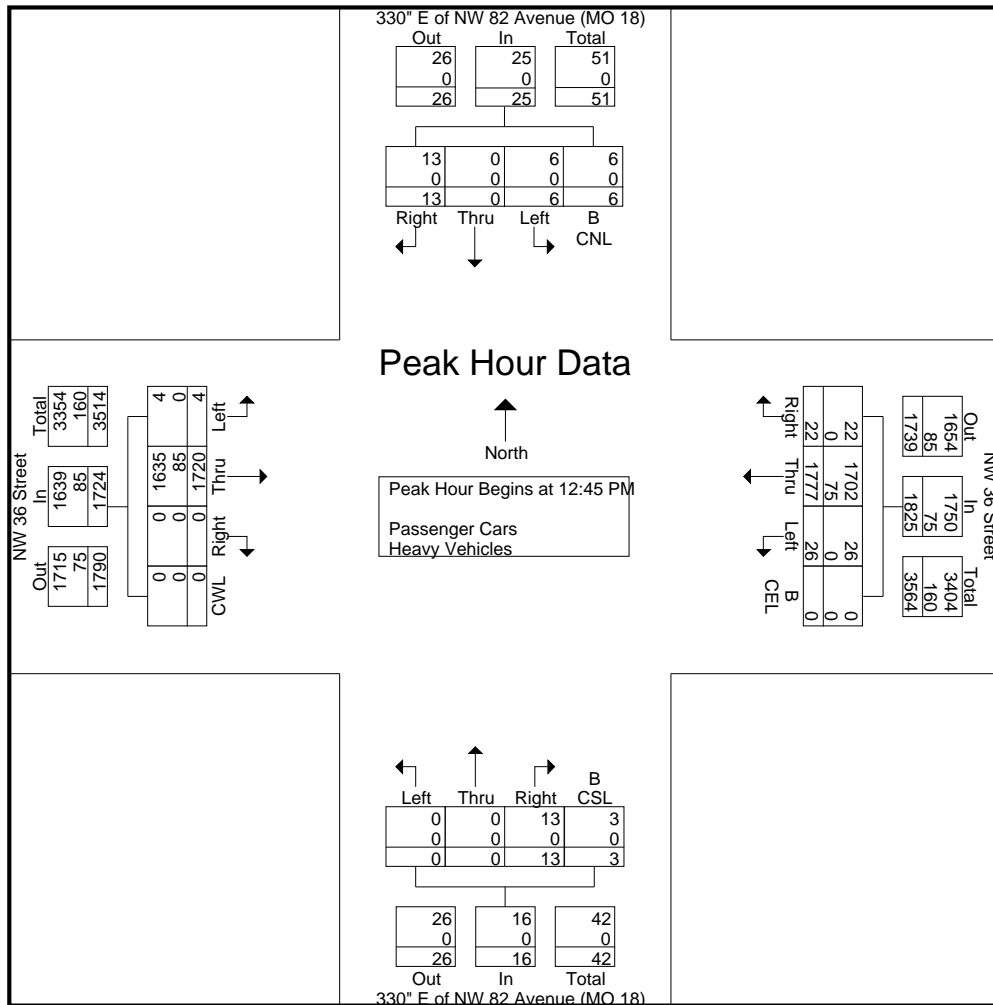 330" E of NW 82 Avenue (MO 18)
Out In Total
26 25 51
0 0 0
26 25 51
13 0 6 6
0 0 0 0
13 0 6 6
Right Thru Left B
CNL
Peak Hour Data
North
Peak Hour Begins at 12:45 PM
Passenger Cars
Heavy Vehicles
NW 36 Street
Out In Total
1715 1639 3354
75 85 160
1790 1724 3514
0 0 1635 4
0 0 85 0
0 0 1720 4
CWL Right Thru Left
NW 36 Street
Out In Total
1654 1750 3404
85 75 160
1739 1825 3564
22 1702 26 0
0 75 0 0
22 1777 26 0
Right Thru Left B
CEL
B
Left Thru Right CSL
0 0 13 3
0 0 0 0
0 0 13 3
26 16 42
0 0 0
26 16 42
Out In Total
330" E of NW 82 Avenue (MO 18)